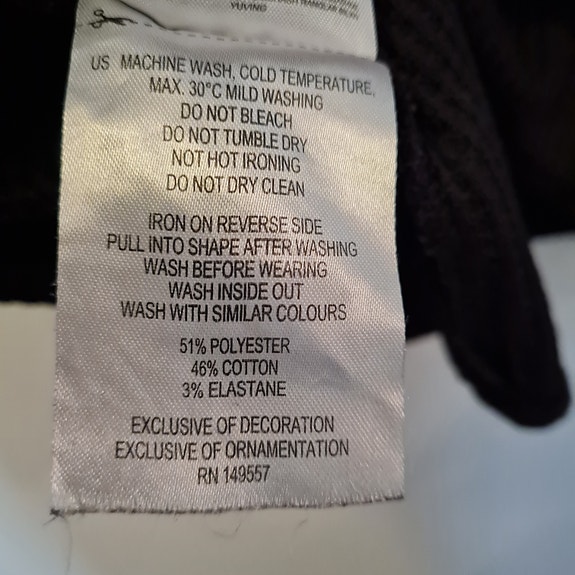 YUVING
US MACHINE WASH, COLD TEMPERATURE,
MAX. 30°C MILD WASHING
DO NOT BLEACH
DO NOT TUMBLE DRY
NOT HOT IRONING
DO NOT DRY CLEAN
IRON ON REVERSE SIDE
PULL INTO SHAPE AFTER WASHING
WASH BEFORE WEARING
WASH INSIDE OUT
WASH WITH SIMILAR COLOURS
51% POLYESTER
46% COTTON
3% ELASTANE
EXCLUSIVE OF DECORATION
EXCLUSIVE OF ORNAMENTATION
RN 149557